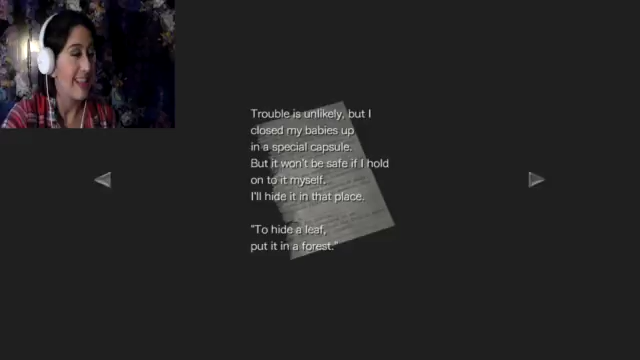 Trouble is unlikely, but I
closed my babies up
in a special capsule.
But it won't be safe if I hold
on to it myself.
I'll hide it in that place.
"To hide a leaf,
put it in a forest."